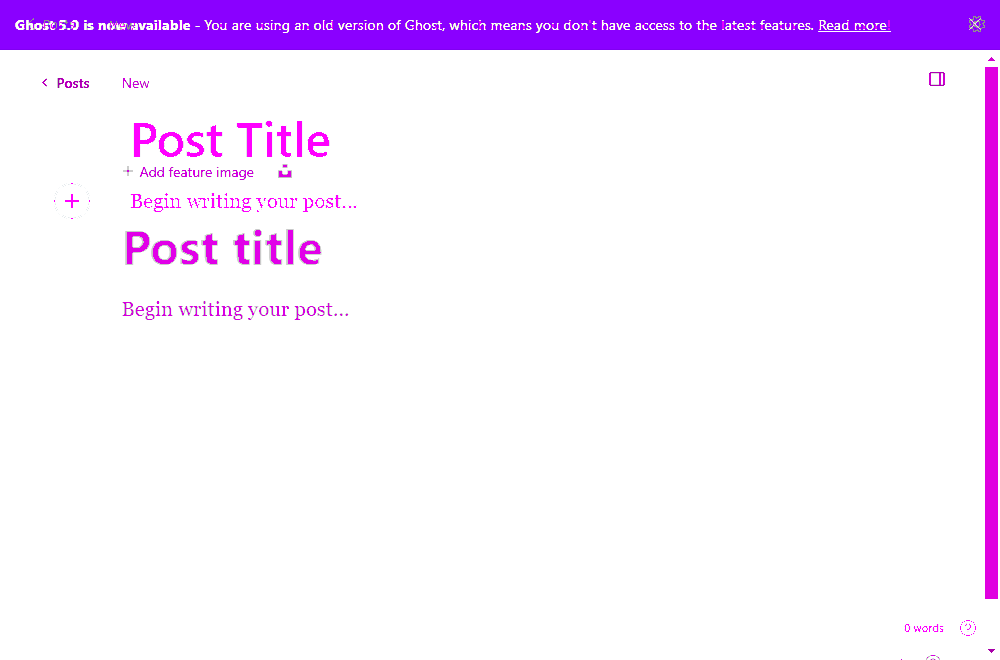 Ghost 5.0 is now available - You are using an old version of Ghost, which means you don't have access to the latest features. Read more!
Posts New
Post Title
Add feature image
Begin writing your post...
Post title
Begin writing your post...
0 words